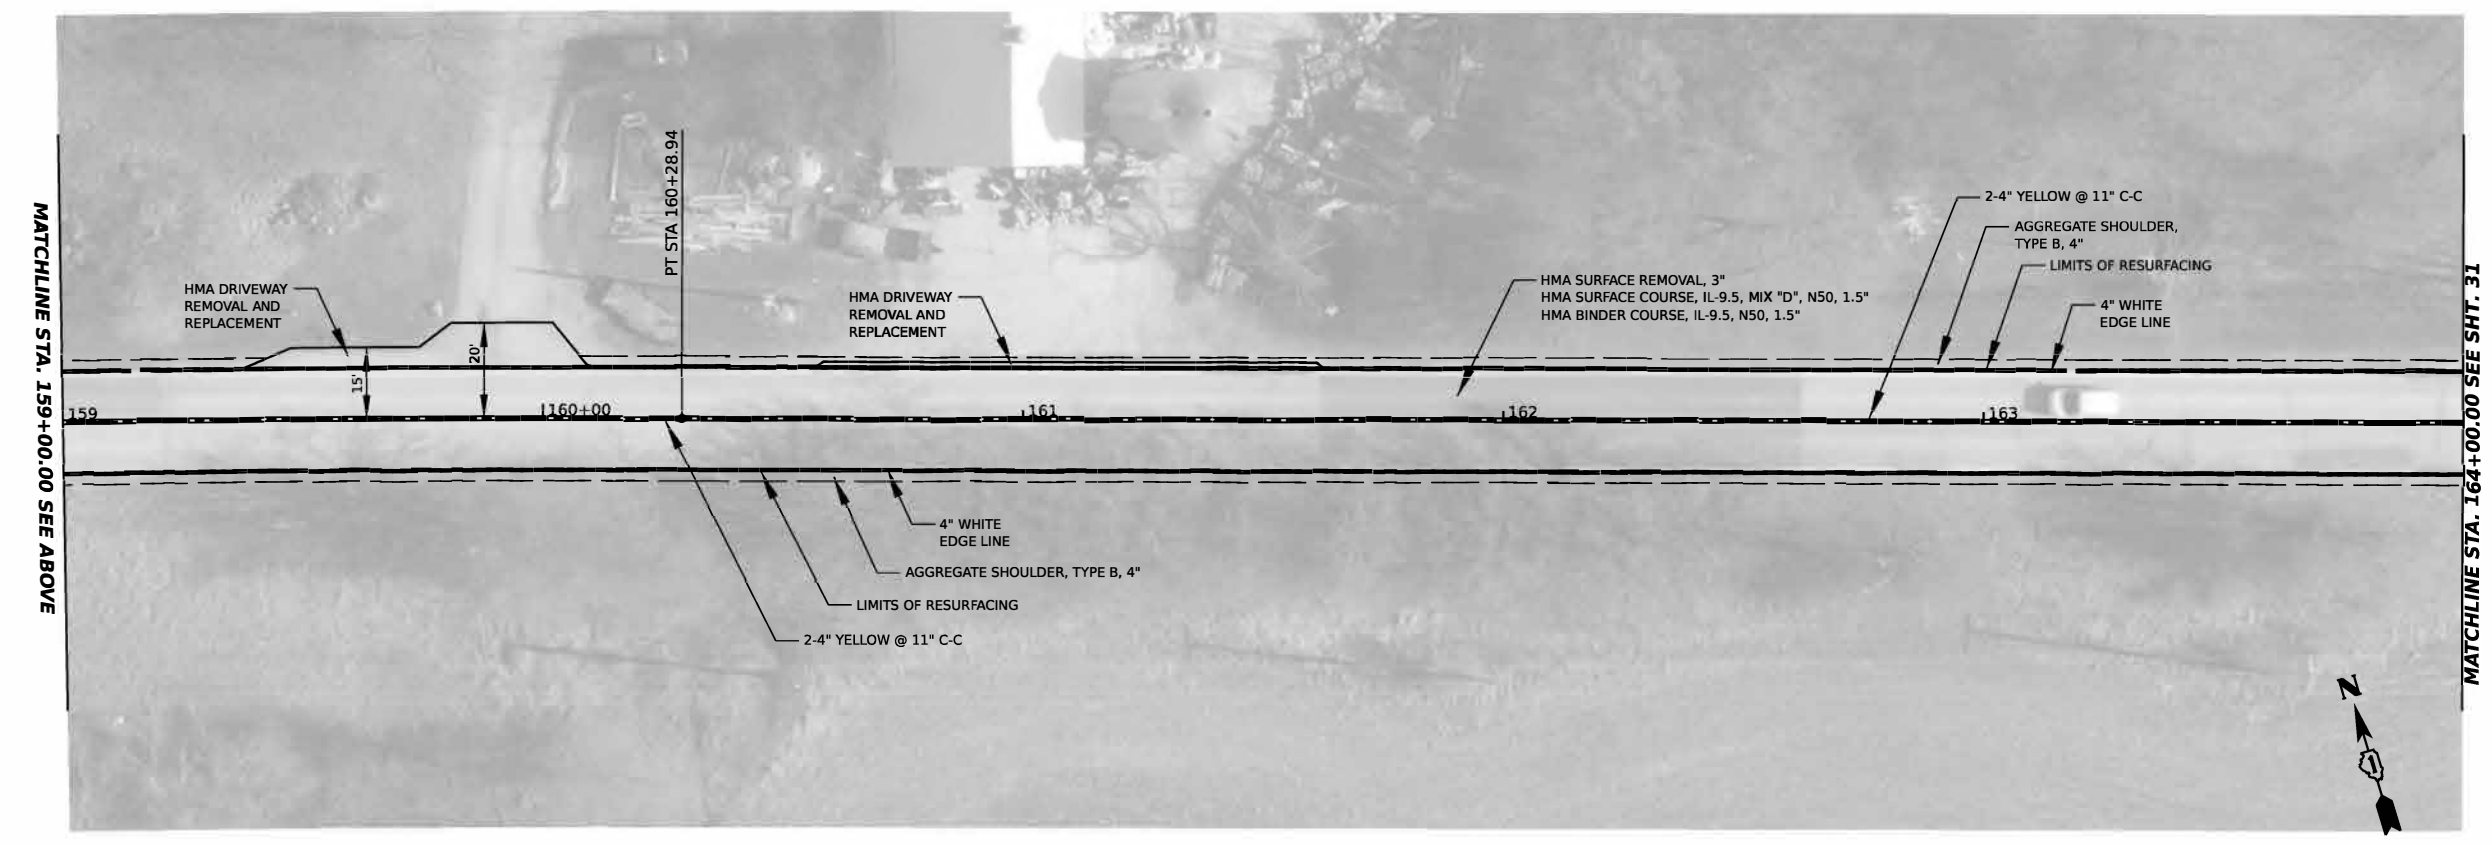 MATCHLINE STA. 159+00.00 SEE ABOVE
HMA DRIVEWAY
REMOVAL AND
REPLACEMENT
15'
20'
PT STA 160+28.94
HMA DRIVEWAY
REMOVAL AND
REPLACEMENT
HMA SURFACE REMOVAL, 3"
HMA SURFACE COURSE, IL-9.5, MIX "D", N50, 1.5"
HMA BINDER COURSE, IL-9.5, N50, 1.5"
2-4" YELLOW @ 11" C-C
AGGREGATE SHOULDER,
TYPE B, 4"
LIMITS OF RESURFACING
4" WHITE
EDGE LINE
159
160+00
161
162
163
4" WHITE
EDGE LINE
AGGREGATE SHOULDER, TYPE B, 4"
LIMITS OF RESURFACING
2-4" YELLOW @ 11" C-C
MATCHLINE STA. 164+00.00 SEE SHT. 31
N
1